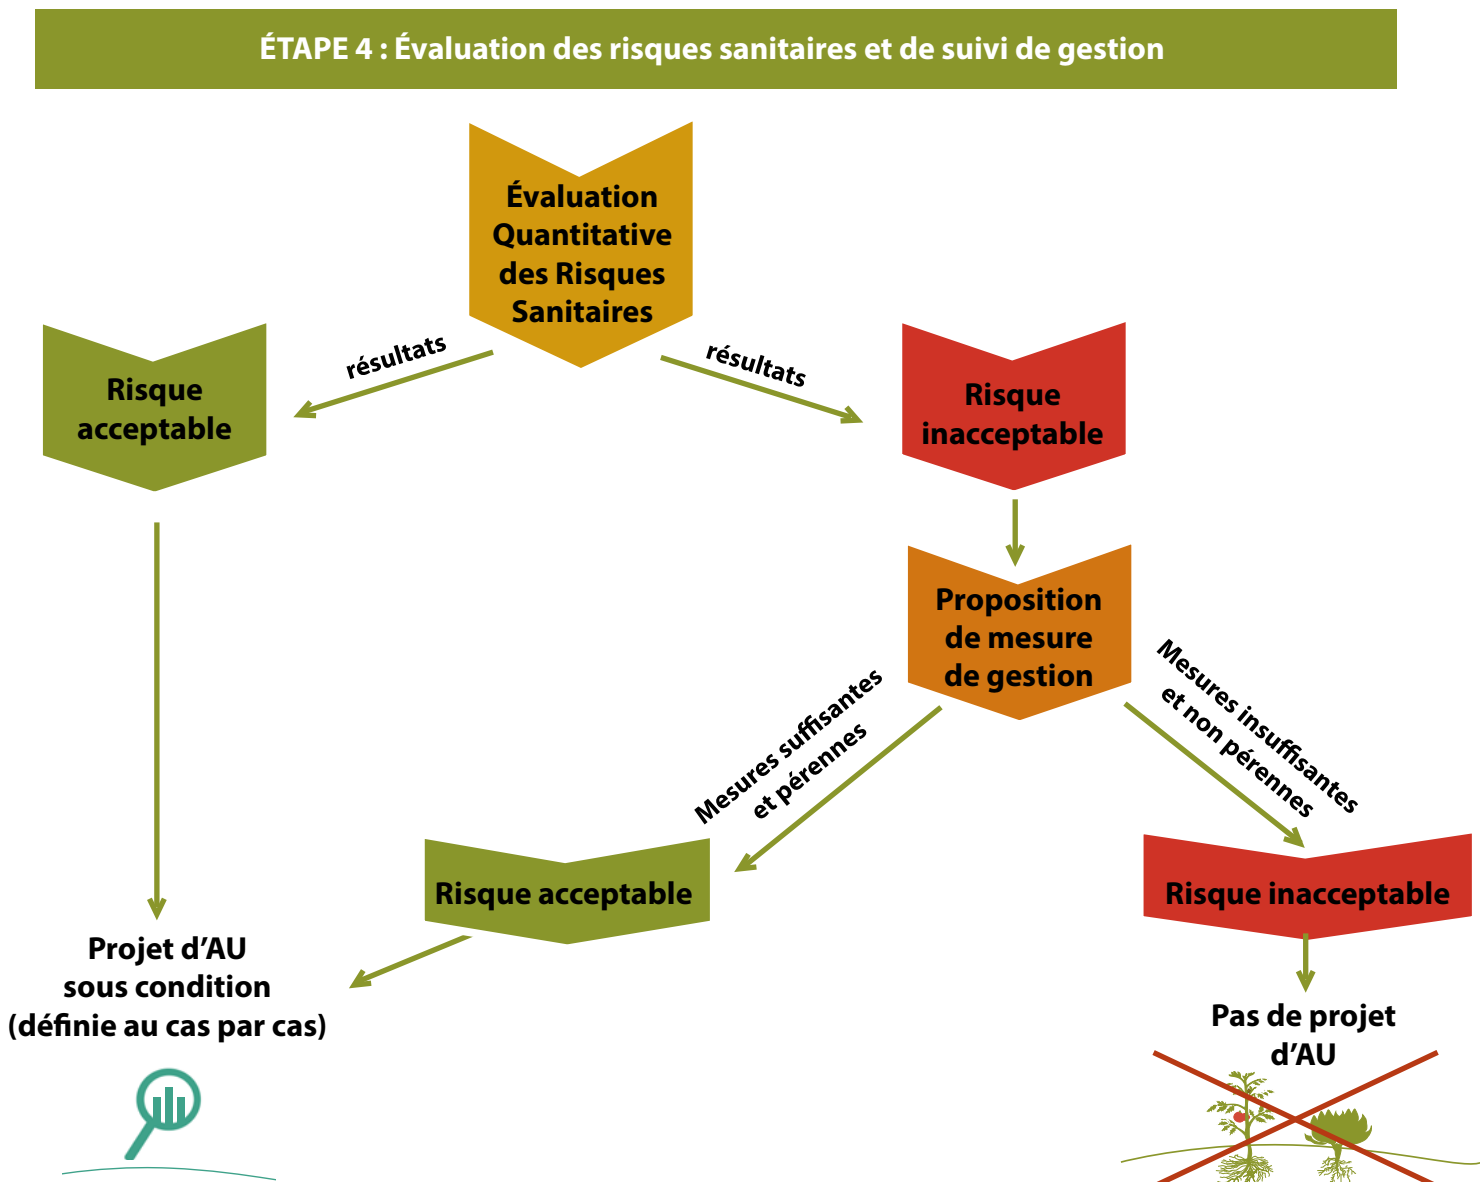 ÉTAPE 4 : Évaluation des risques sanitaires et de suivi de gestion
Évaluation
Quantitative
des Risques
Sanitaires
résultats
résultats
Risque
acceptable
Risque
inacceptable
Proposition
de mesure
de gestion
Mesures suffisantes
et pérennes
Mesures insuffisantes
et non pérennes
Risque acceptable
Risque inacceptable
Projet d’AU
sous condition
(définie au cas par cas)
Pas de projet
d’AU